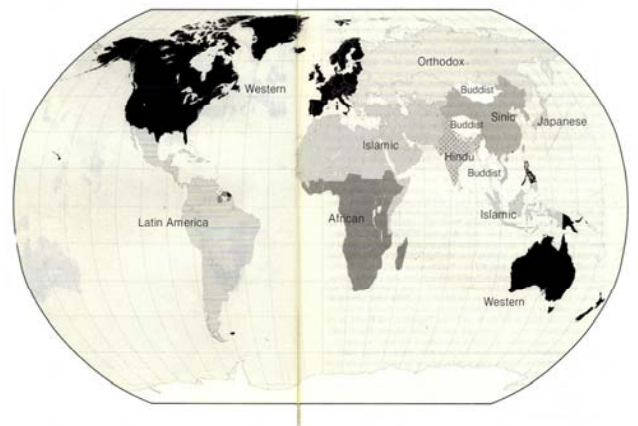 Orthodox
Western
Buddist
Sinic
Japanese
Buddist
Islamic
Hindu
Buddist
African
Islamic
Latin America
Western